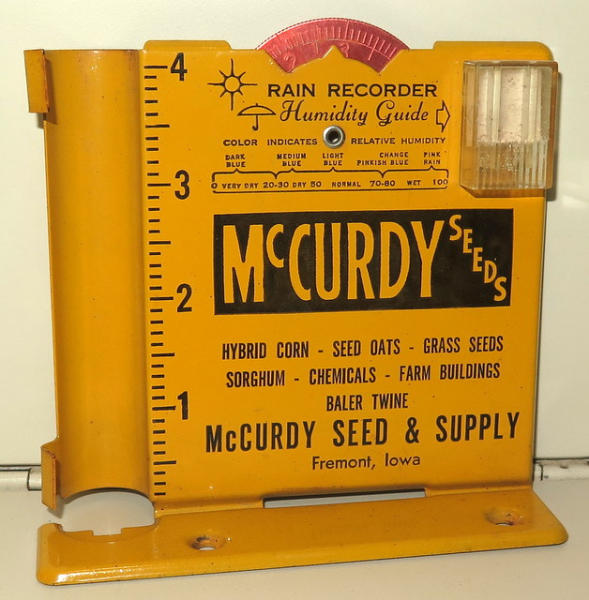 4
RAIN RECORDER
Humidity Guide
COLOR INDICATES RELATIVE HUMIDITY
DARK BLUE MEDIUM BLUE LIGHT BLUE CHANGE PINKISH BLUE PINK RAIN
0 VERY DRY 20-30 DRY 50 NORMAL 70-80 WET 100
3
McCURDY SEEDS
2
HYBRID CORN - SEED OATS - GRASS SEEDS
SORGHUM - CHEMICALS - FARM BUILDINGS
BALER TWINE
1
McCURDY SEED & SUPPLY
Fremont, Iowa